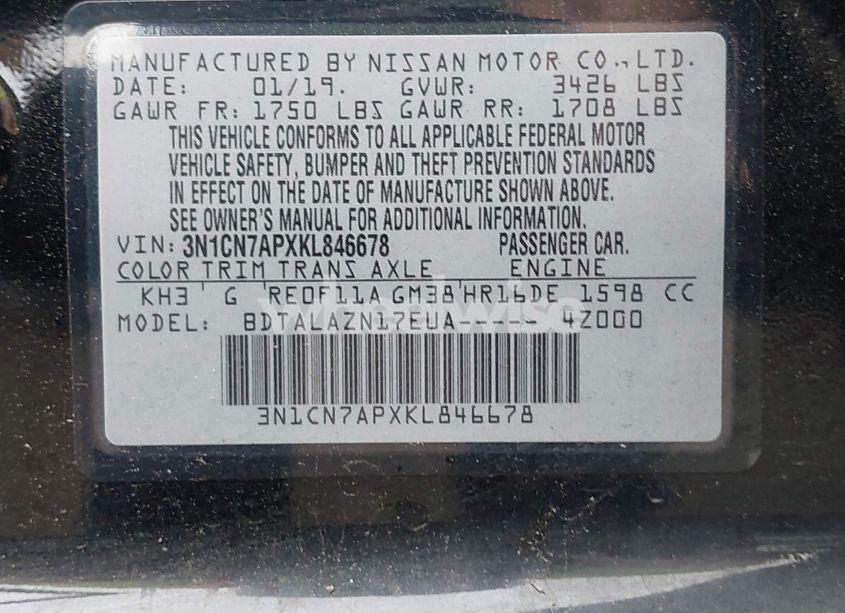 MANUFACTURED BY NISSAN MOTOR CO., LTD.
DATE: 01/19. GVWR: 3426 LBS
GAWR FR: 1750 LBS GAWR RR: 1708 LBS
THIS VEHICLE CONFORMS TO ALL APPLICABLE FEDERAL MOTOR
VEHICLE SAFETY, BUMPER AND THEFT PREVENTION STANDARDS
IN EFFECT ON THE DATE OF MANUFACTURE SHOWN ABOVE.
SEE OWNER'S MANUAL FOR ADDITIONAL INFORMATION.
VIN: 3N1CN7APXKL846678 PASSENGER CAR.
COLOR TRIM TRANS AXLE ENGINE
KH3 G RE0F11A GM38 HR16DE 1598 CC
MODEL: BDTALAZN17EUA----- 4Z000
3N1CN7APXKL846678